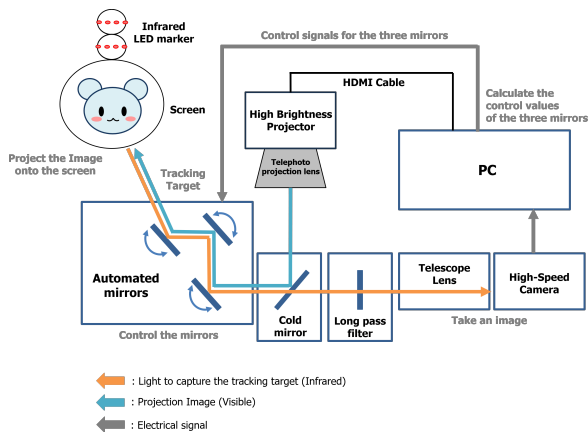 Infrared
LED marker
Control signals for the three mirrors
HDMI Cable
Calculate the
control values
of the three mirrors
Screen
High Brightness
Projector
Project the Image
onto the screen
Tracking
Target
Telephoto
projection lens
PC
Automated
mirrors
Telescope
Lens
High-Speed
Camera
Cold
mirror
Long pass
filter
Control the mirrors
Take an image
: Light to capture the tracking target (Infrared)
: Projection Image (Visible)
: Electrical signal